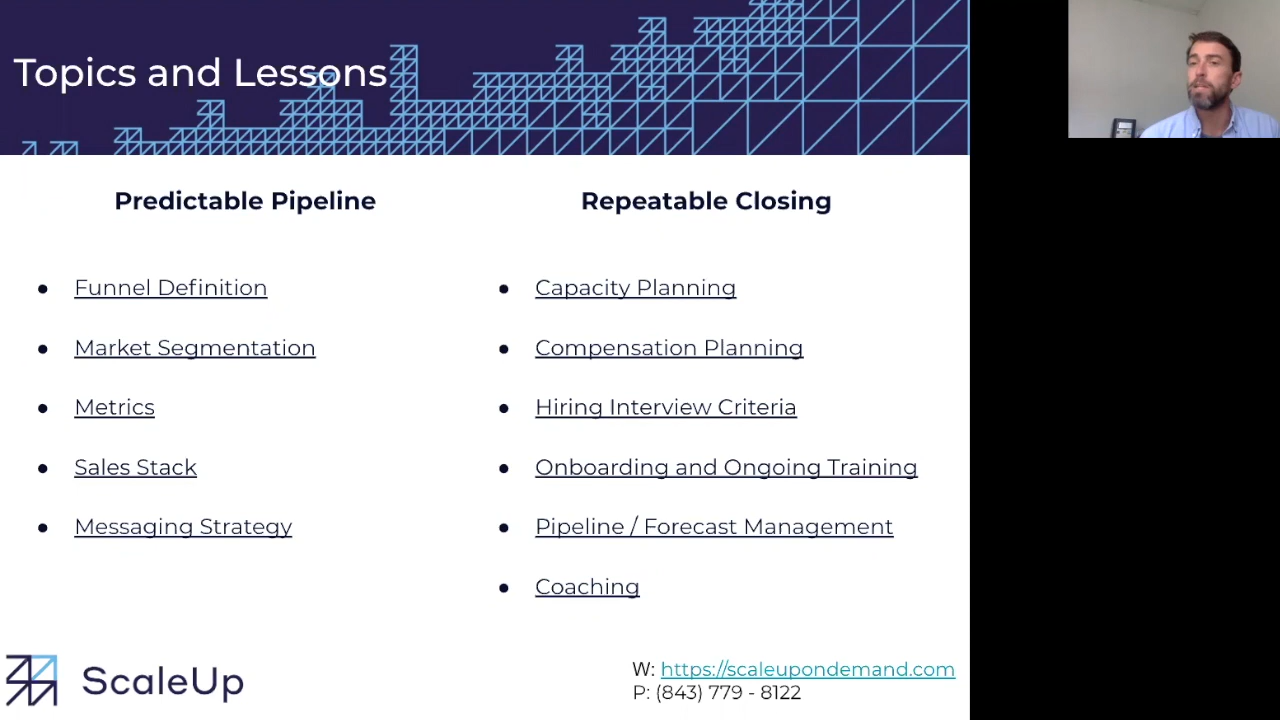 Topics and Lessons
Predictable Pipeline
Funnel Definition
Market Segmentation
Metrics
Sales Stack
Messaging Strategy
Repeatable Closing
Capacity Planning
Compensation Planning
Hiring Interview Criteria
Onboarding and Ongoing Training
Pipeline / Forecast Management
Coaching
ScaleUp
W: https://scaleupondemand.com
P: (843) 779 - 8122